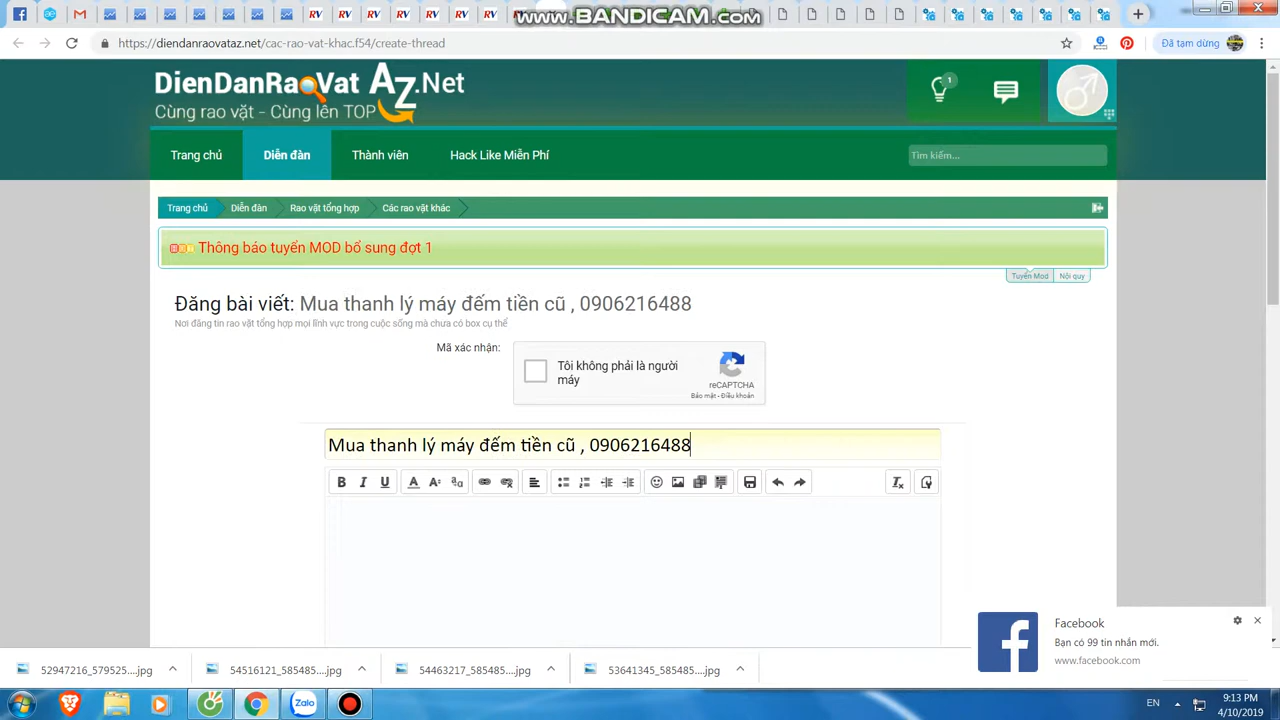 www.BANDICAM.com
https://diendanraovataz.net/cac-rao-vat-khac.f54/create-thread
Đã tạm dừng
DienDanRaoVat Az.Net
Cùng rao vặt - Cùng lên TOP
1
Trang chủ
Diễn đàn
Thành viên
Hack Like Miễn Phí
Tìm kiếm...
Trang chủ
Diễn đàn
Rao vặt tổng hợp
Các rao vặt khác
Thông báo tuyển MOD bổ sung đợt 1
Tuyển Mod
Nội quy
Đăng bài viết: Mua thanh lý máy đếm tiền cũ , 0906216488
Nơi đăng tin rao vặt tổng hợp mọi lĩnh vực trong cuộc sống mà chưa có box cụ thể
Mã xác nhận:
Tôi không phải là người
máy
reCAPTCHA
Bảo mật - Điều khoản
Mua thanh lý máy đếm tiền cũ , 0906216488
Facebook
Bạn có 99 tin nhắn mới.
www.facebook.com
52947216_579525....jpg
54516121_585485....jpg
54463217_585485....jpg
53641345_585485....jpg
Zalo
EN
9:13 PM
4/10/2019